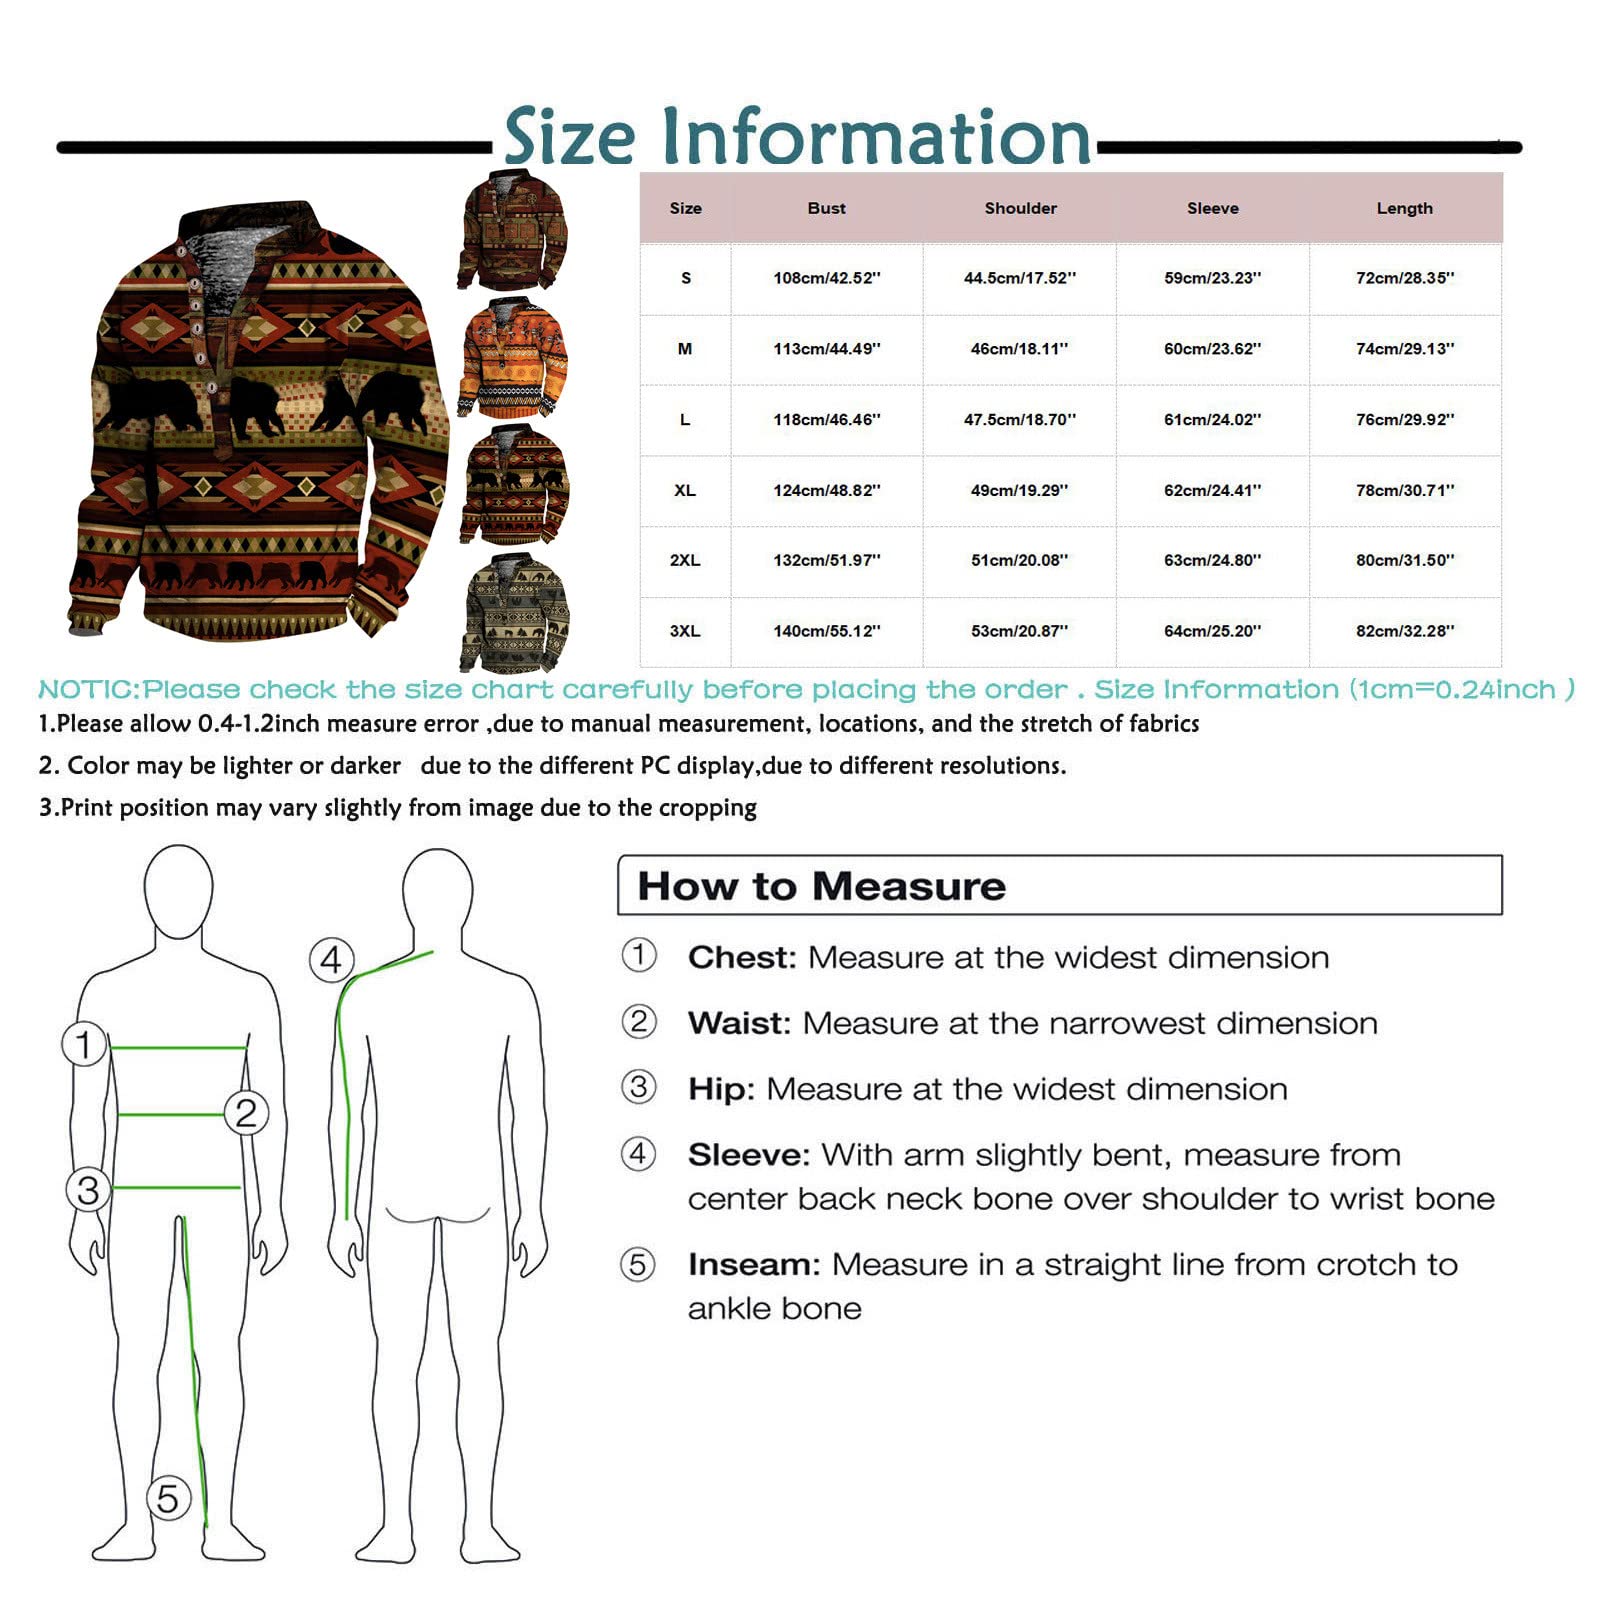 Size Information
Size Bust Shoulder Sleeve Length
S 108cm/42.52'' 44.5cm/17.52'' 59cm/23.23'' 72cm/28.35''
M 113cm/44.49'' 46cm/18.11'' 60cm/23.62'' 74cm/29.13''
L 118cm/46.46'' 47.5cm/18.70'' 61cm/24.02'' 76cm/29.92''
XL 124cm/48.82'' 49cm/19.29'' 62cm/24.41'' 78cm/30.71''
2XL 132cm/51.97'' 51cm/20.08'' 63cm/24.80'' 80cm/31.50''
3XL 140cm/55.12'' 53cm/20.87'' 64cm/25.20'' 82cm/32.28''
NOTIC:Please check the size chart carefully before placing the order . Size Information (1cm=0.24inch )
1.Please allow 0.4-1.2inch measure error ,due to manual measurement, locations, and the stretch of fabrics
2. Color may be lighter or darker due to the different PC display,due to different resolutions.
3.Print position may vary slightly from image due to the cropping
1
2
3
4
5
How to Measure
1 Chest: Measure at the widest dimension
2 Waist: Measure at the narrowest dimension
3 Hip: Measure at the widest dimension
4 Sleeve: With arm slightly bent, measure from
center back neck bone over shoulder to wrist bone
5 Inseam: Measure in a straight line from crotch to
ankle bone